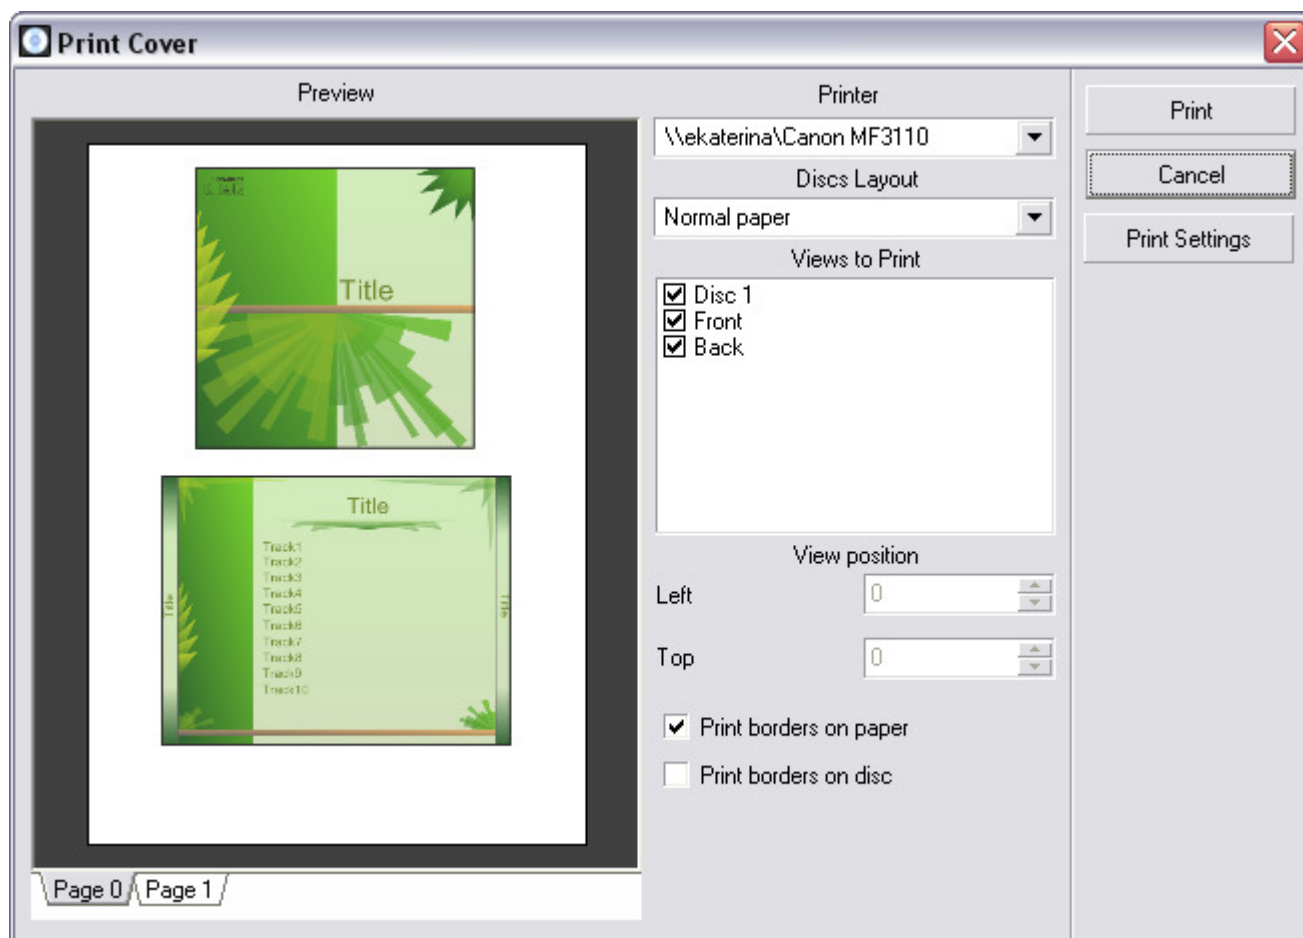 Print Cover
Preview
Title
Title
Track1
Track2
Track3
Track4
Track5
Track6
Track7
Track8
Track9
Track10
Title
Title
Page 0
Page 1
Printer
\\ekaterina\Canon MF3110
Discs Layout
Normal paper
Views to Print
Disc 1
Front
Back
View position
Left
0
Top
0
Print borders on paper
Print borders on disc
Print
Cancel
Print Settings